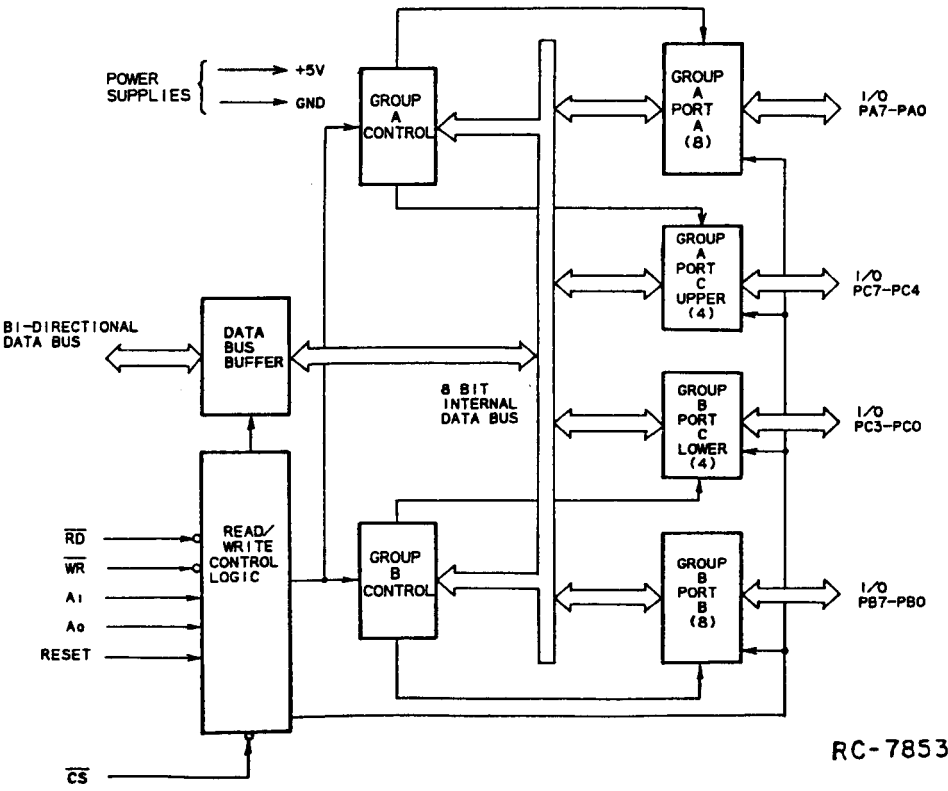 POWER
SUPPLIES
+5V
GND
GROUP
A
CONTROL
GROUP
A
PORT
A
(8)
I/O
PA7-PA0
GROUP
A
PORT
C
UPPER
(4)
I/O
PC7-PC4
BI-DIRECTIONAL
DATA BUS
DATA
BUS
BUFFER
8 BIT
INTERNAL
DATA BUS
GROUP
B
PORT
C
LOWER
(4)
I/O
PC3-PC0
RD
WR
A1
A0
RESET
READ/
WRITE
CONTROL
LOGIC
GROUP
B
CONTROL
GROUP
B
PORT
B
(8)
I/O
PB7-PB0
CS
RC-7853